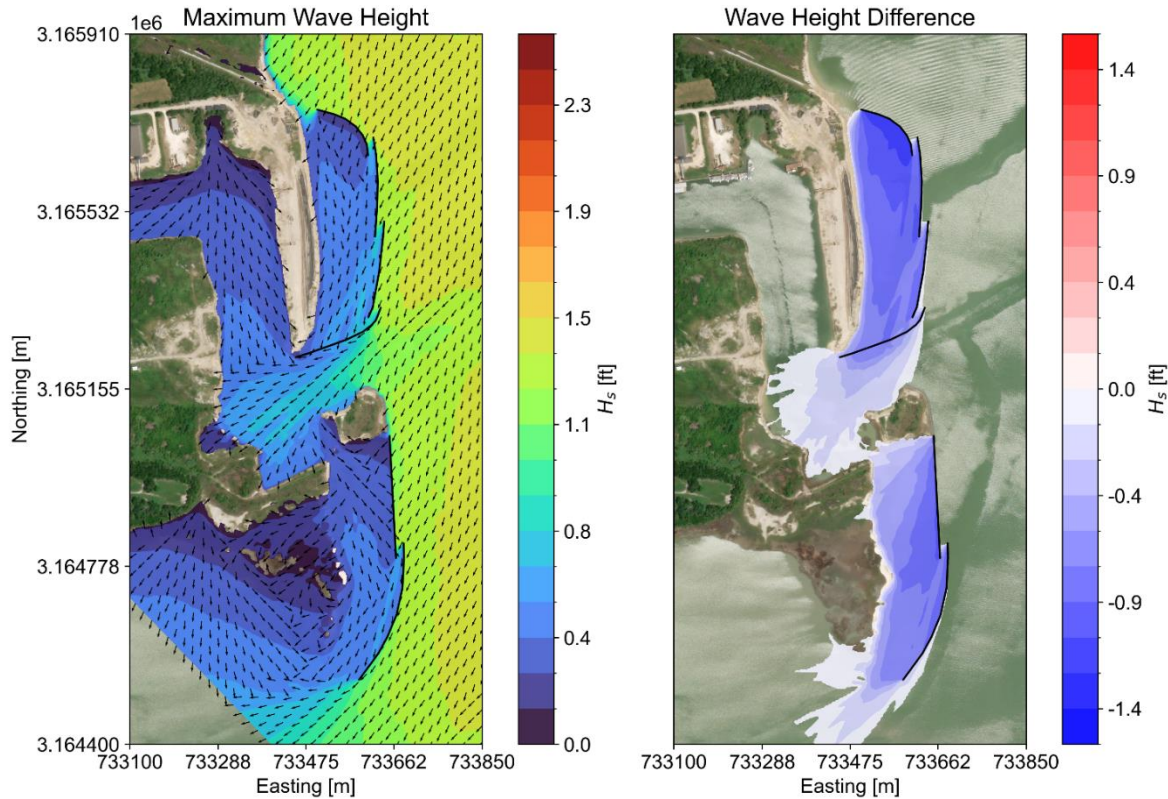 Maximum Wave Height
Wave Height Difference
1e6
3.165910
3.165532
3.165155
3.164778
3.164400
Northing [m]
733100 733288 733475 733662 733850
Easting [m]
2.3
1.9
1.5
1.1
0.8
0.4
0.0
H_s [ft]
733100 733288 733475 733662 733850
Easting [m]
1.4
0.9
0.4
0.0
-0.4
-0.9
-1.4
H_s [ft]